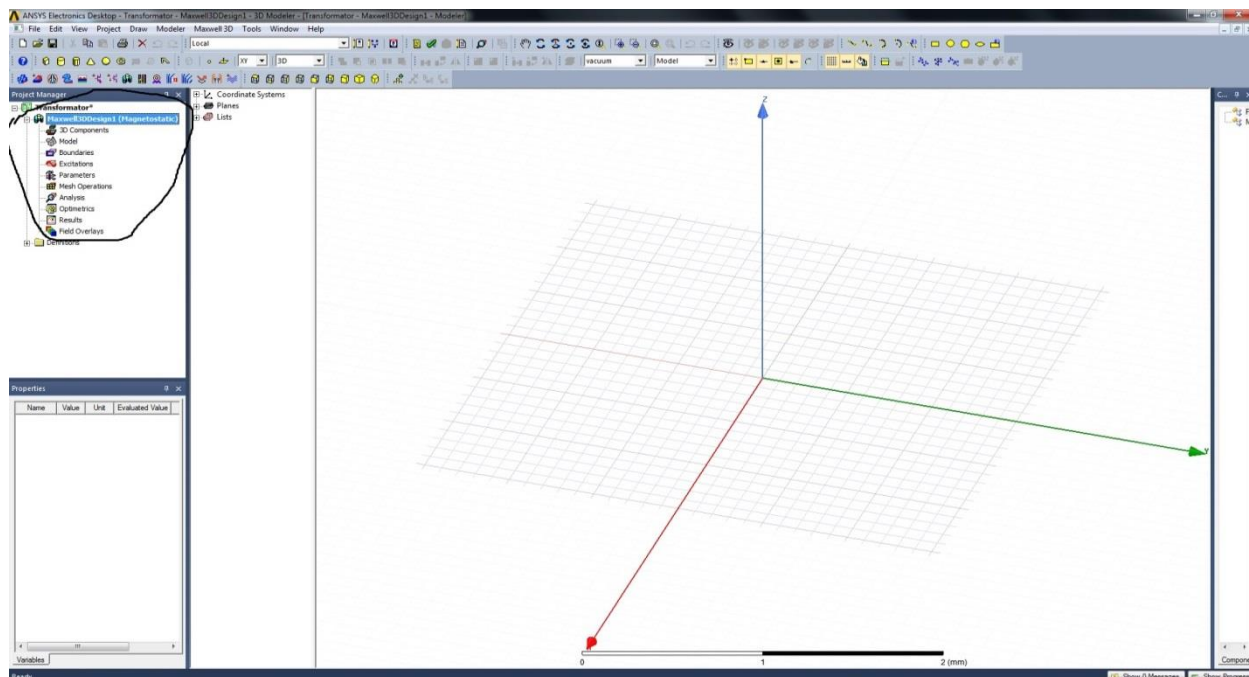 ANSYS Electronics Desktop - Transformator - Maxwell3DDesign1 - 3D Modeler - [Transformator - Maxwell3DDesign1 - Modeler]
File Edit View Project Draw Modeler Maxwell 3D Tools Window Help
Local
XY 3D vacuum Model
Project Manager
Transformator*
Maxwell3DDesign1 (Magnetostatic)
3D Components
Model
Boundaries
Excitations
Parameters
Mesh Operations
Analysis
Optimetrics
Results
Field Overlays
Definitions
Coordinate Systems
Planes
Lists
C...
Z
Y
0 1 2 (mm)
Properties
Name Value Unit Evaluated Value
Variables
Compone
Ready
Show 0 Messages Show Progress